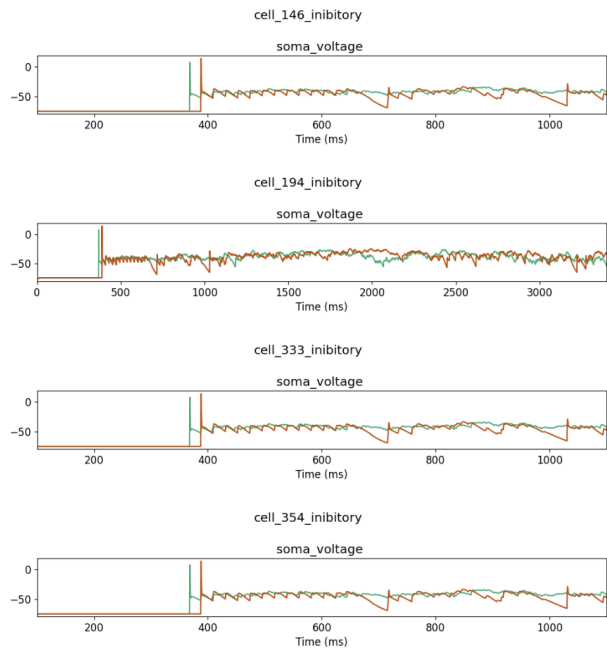 cell_146_inibitory
soma_voltage
0
−50
200 400 600 800 1000
Time (ms)
cell_194_inibitory
soma_voltage
0
−50
0 500 1000 1500 2000 2500 3000
Time (ms)
cell_333_inibitory
soma_voltage
0
−50
200 400 600 800 1000
Time (ms)
cell_354_inibitory
soma_voltage
0
−50
200 400 600 800 1000
Time (ms)